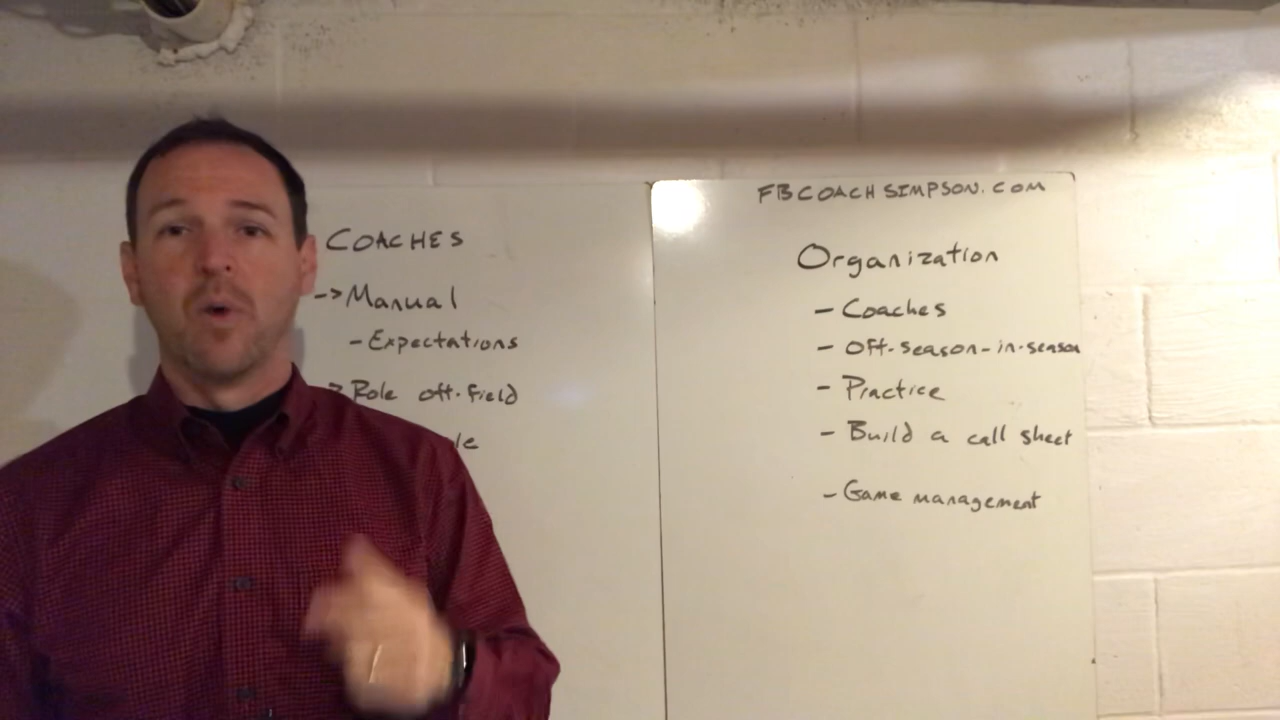 COACHES
-> Manual
- Expectations
Role off-field
FBCOACHSIMPSON.COM
Organization
- Coaches
- Off-season-in-season
- Practice
- Build a call sheet
- Game management